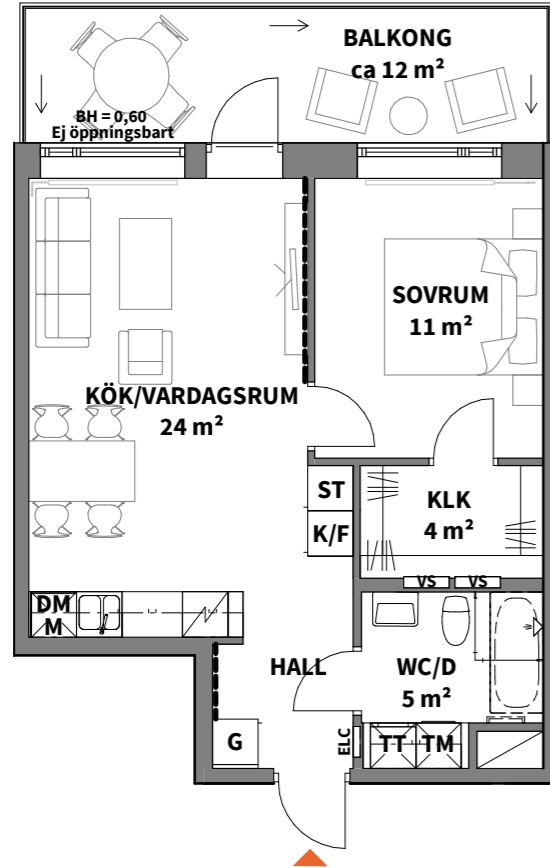 BALKONG
ca 12 m²
BH = 0,60
Ej öppningsbart
SOVRUM
11 m²
KÖK/VARDAGSRUM
24 m²
ST
K/F
KLK
4 m²
VS
VS
DM
M
HALL
WC/D
5 m²
G
ELC
TT
TM